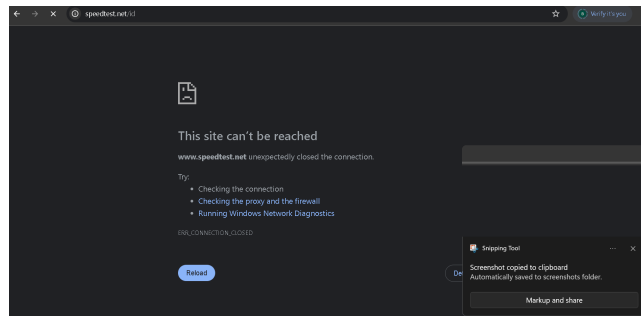 speedtest.net/id
Verify it's you
This site can't be reached
www.speedtest.net unexpectedly closed the connection.
Try:
Checking the connection
Checking the proxy and the firewall
Running Windows Network Diagnostics
ERR_CONNECTION_CLOSED
Reload
De
Snipping Tool
Screenshot copied to clipboard
Automatically saved to screenshots folder.
Markup and share